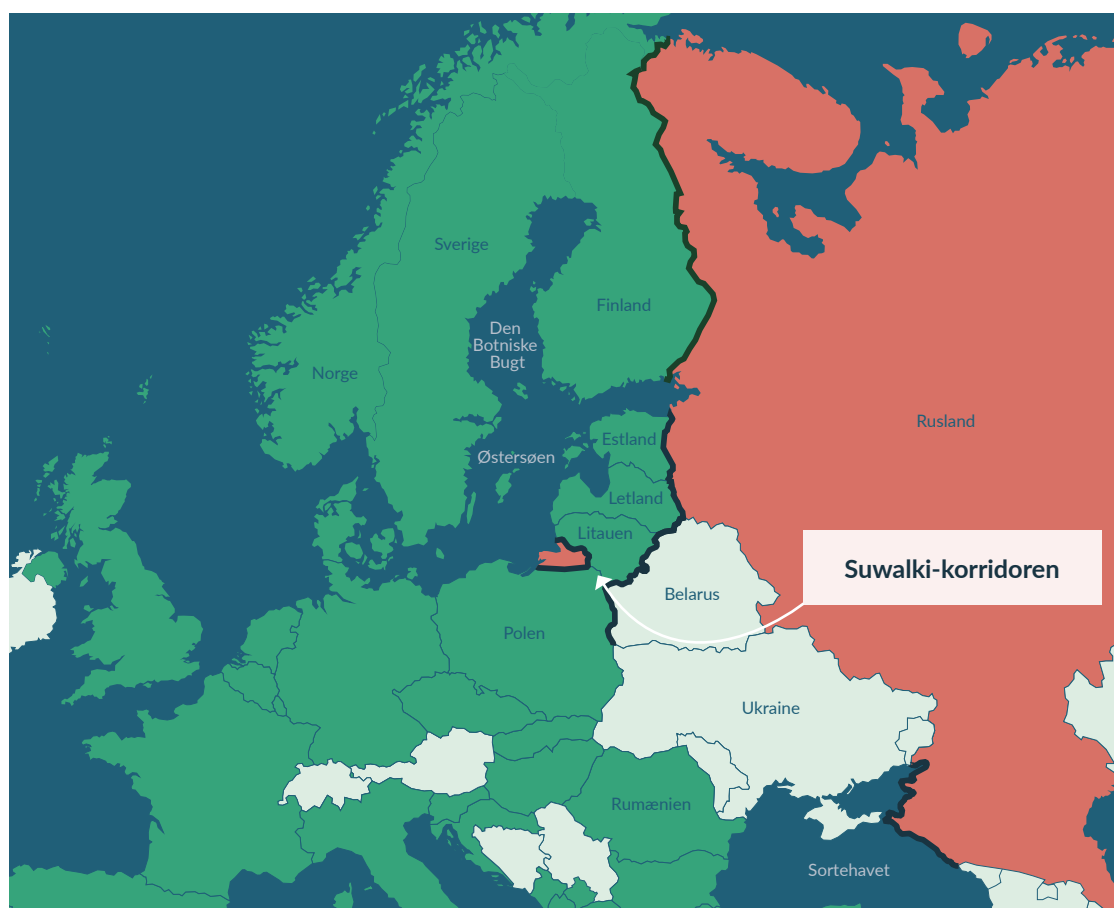 Sverige
Finland
Den
Botniske
Bugt
Norge
Rusland
Estland
Østersøen
Letland
Litauen
Suwalki-korridoren
Belarus
Polen
Ukraine
Rumænien
Sortehavet